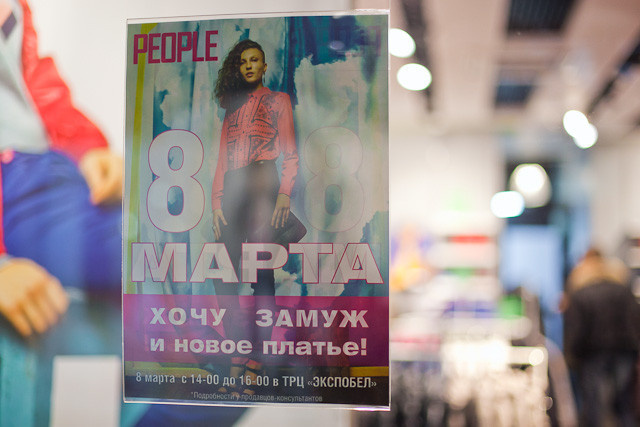 PEOPLE
8 8
МАРТА
ХОЧУ ЗАМУЖ
и новое платье!
8 марта с 14-00 до 16-00 в ТРЦ «ЭКСПОБЕЛ»
*Подробности у продавцов-консультантов